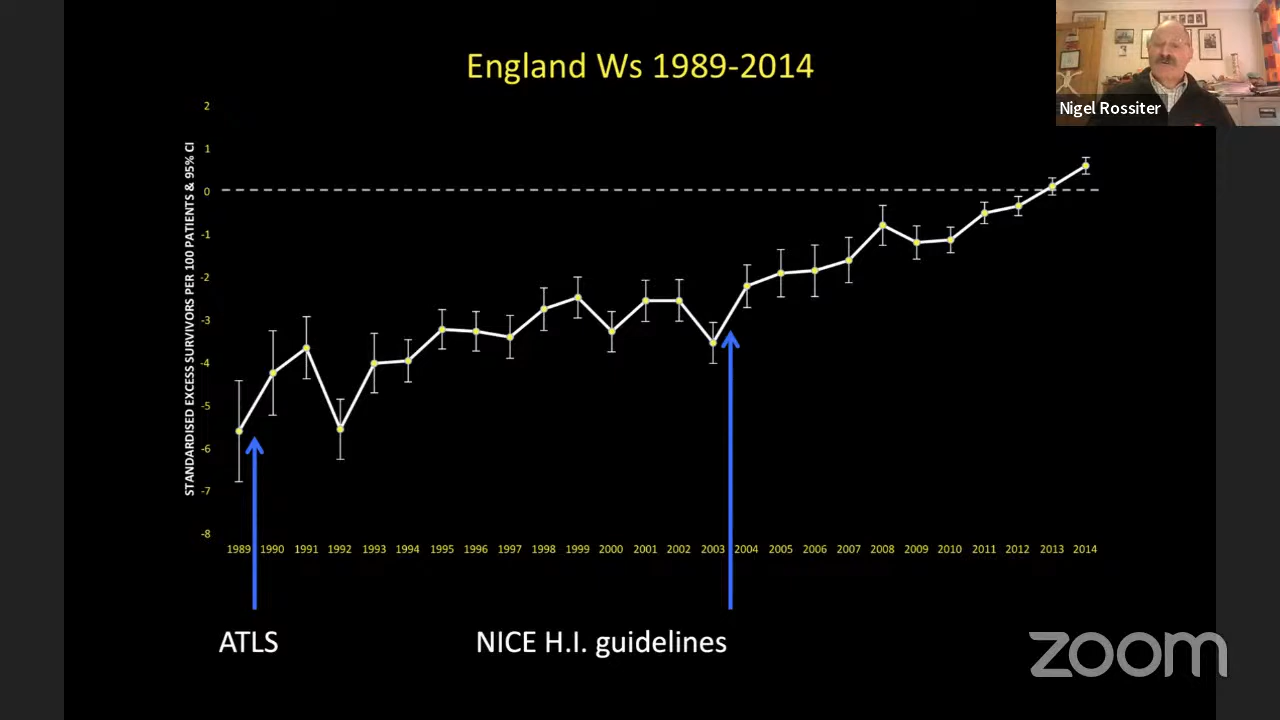 England Ws 1989-2014
Nigel Rossiter
STANDARDISED EXCESS SURVIVORS PER 100 PATIENTS & 95% CI
2
1
0
-1
-2
-3
-4
-5
-6
-7
-8
1989 1990 1991 1992 1993 1994 1995 1996 1997 1998 1999 2000 2001 2002 2003 2004 2005 2006 2007 2008 2009 2010 2011 2012 2013 2014
ATLS NICE H.I. guidelines
zoom